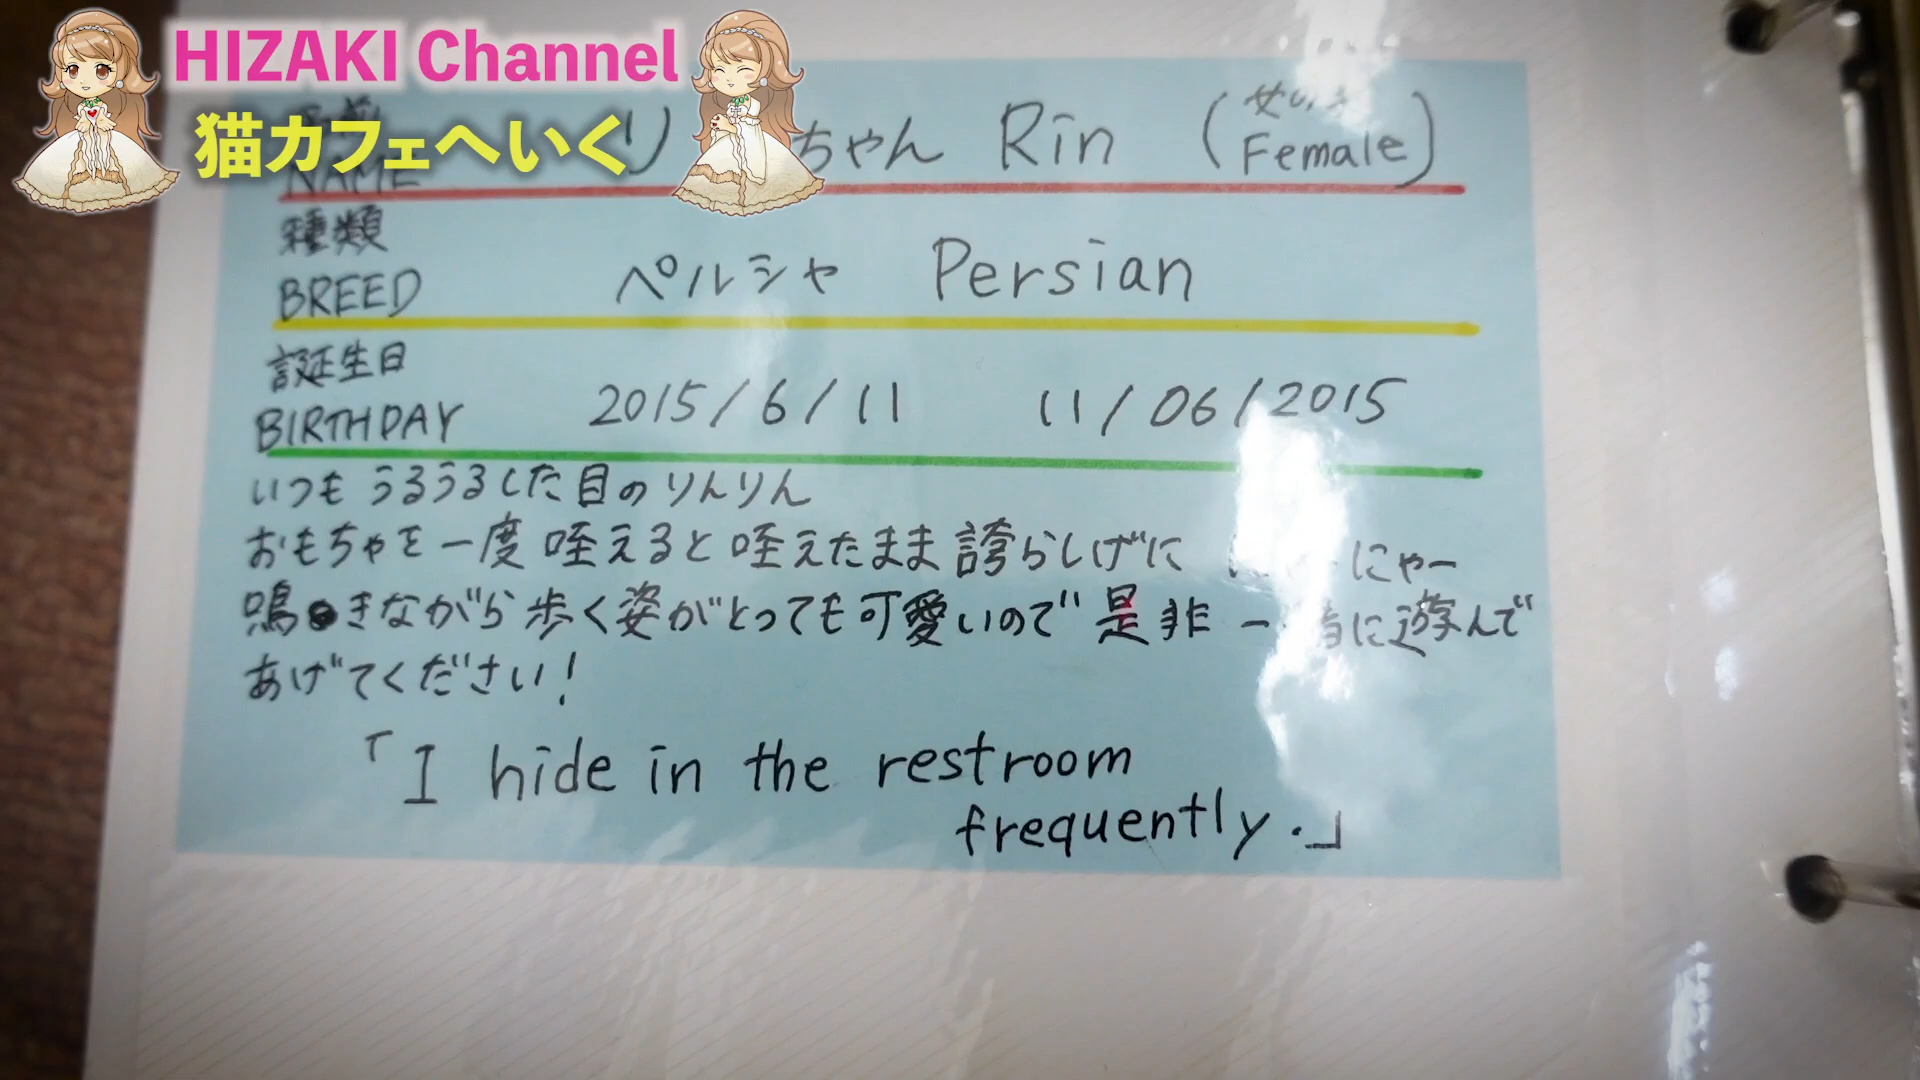 HIZAKI Channel
猫カフェへいく
NAME ちゃん Rin (Female)
種類
BREED ペルシャ Persian
誕生日
BIRTHDAY 2015/6/11 11/06/2015
いつもうるうるした目のりんりん
おもちゃを一度咥えると咥えたまま誇らしげに にゃー
鳴きながら歩く姿がとっても可愛いので是非 に遊んで
あげてください!
「I hide in the restroom
frequently.」